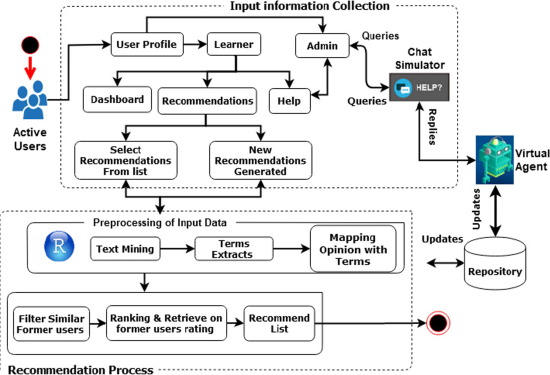 Input information Collection
User Profile
Learner
Admin
Queries
Chat
Simulator
HELP?
Queries
Active
Users
Dashboard
Recommendations
Help
Replies
Select
Recommendations
From list
New
Recommendations
Generated
Virtual
Agent
Updates
Preprocessing of Input Data
R
Text Mining
Terms
Extracts
Mapping
Opinion with
Terms
Updates
Repository
Filter Similar
Former users
Ranking & Retrieve on
former users rating
Recommend
List
Recommendation Process